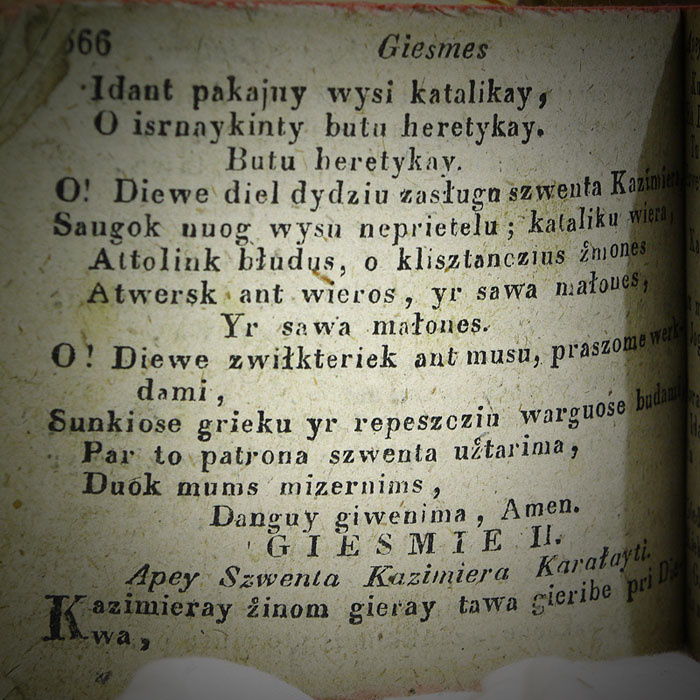 566 Giesmes
Idant pakajuy wysi katalikay,
O isrnaykinty butu heretykay.
Butu heretykay.
O! Diewe diel dydziu zasługu szwenta Kazimiera
Saugok nuog wysu neprietelu; kataliku wiera,
Attolink błudus, o klisztanczius żmones
Atwersk ant wieros, yr sawa małones,
Yr sawa małones.
O! Diewe zwiłkteriek ant musu, praszome werk-
dami,
Sunkiose grieku yr repeszcziu warguose budami
Par to patrona szwenta użtarima,
Duok mums mizernims,
Danguy giwenima, Amen.
GIESMIE II.
Apey Szwenta Kazimiera Karałayti.
Kazimieray żinom gieray tawa gieribe pri Die-
wa,